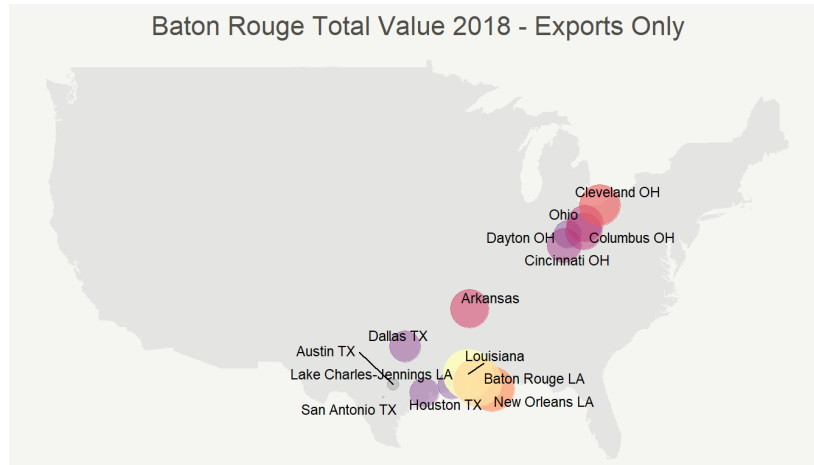 Baton Rouge Total Value 2018 - Exports Only
Cleveland OH
Ohio
Dayton OH
Columbus OH
Cincinnati OH
Arkansas
Dallas TX
Austin TX
Louisiana
Lake Charles-Jennings LA
Baton Rouge LA
New Orleans LA
Houston TX
San Antonio TX